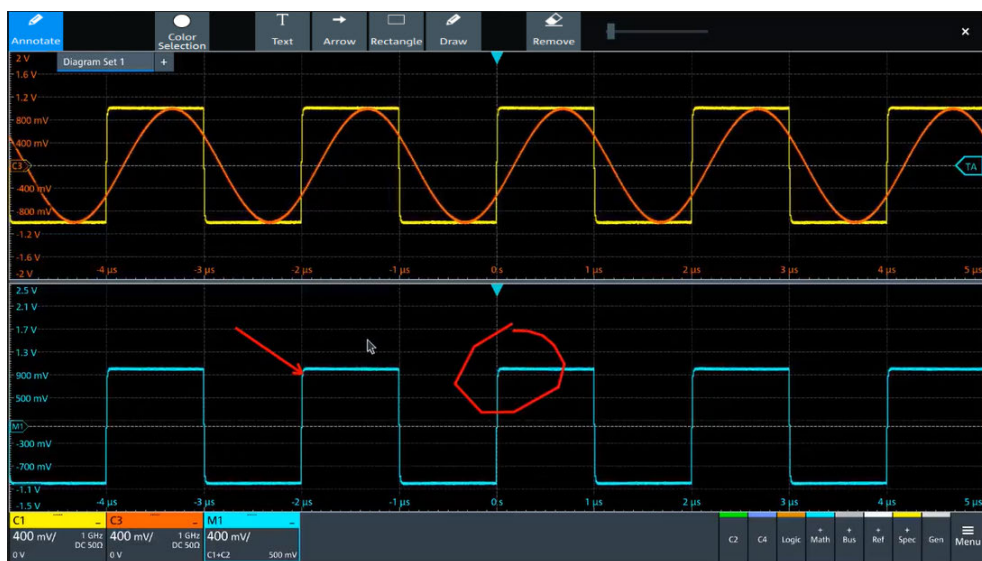 Annotate
Color
Selection
Text
Arrow
Rectangle
Draw
Remove
×
2 V
Diagram Set 1
+
1.6 V
1.2 V
800 mV
400 mV
C3
TA
-400 mV
-800 mV
-1.2 V
-1.6 V
-2 V
-4 µs
-3 µs
-2 µs
-1 µs
0 s
1 µs
2 µs
3 µs
4 µs
5 µs
2.5 V
2.1 V
1.7 V
1.3 V
900 mV
500 mV
M1
-300 mV
-700 mV
-1.1 V
-1.5 V
-4 µs
-3 µs
-2 µs
-1 µs
0 s
1 µs
2 µs
3 µs
4 µs
5 µs
C1
400 mV/
1 GHz
DC 50Ω
0 V
C3
400 mV/
1 GHz
DC 50Ω
0 V
M1
400 mV/
C1+C2
500 mV
C2
C4
Logic
+
Math
+
Bus
+
Ref
+
Spec
Gen
Menu